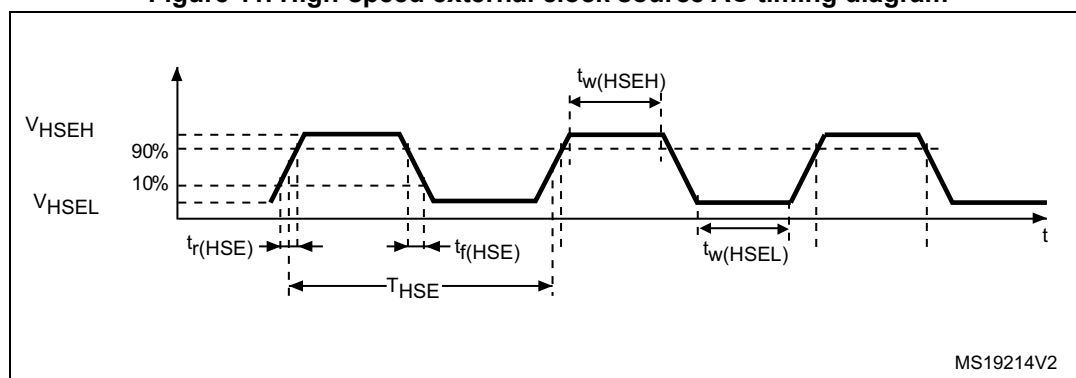 Figure High-speed external clock source AC timing diagram
tw(HSEH)
VHSEH
90%
10%
VHSEL
tr(HSE)
tf(HSE)
tw(HSEL)
t
THSE
MS19214V2